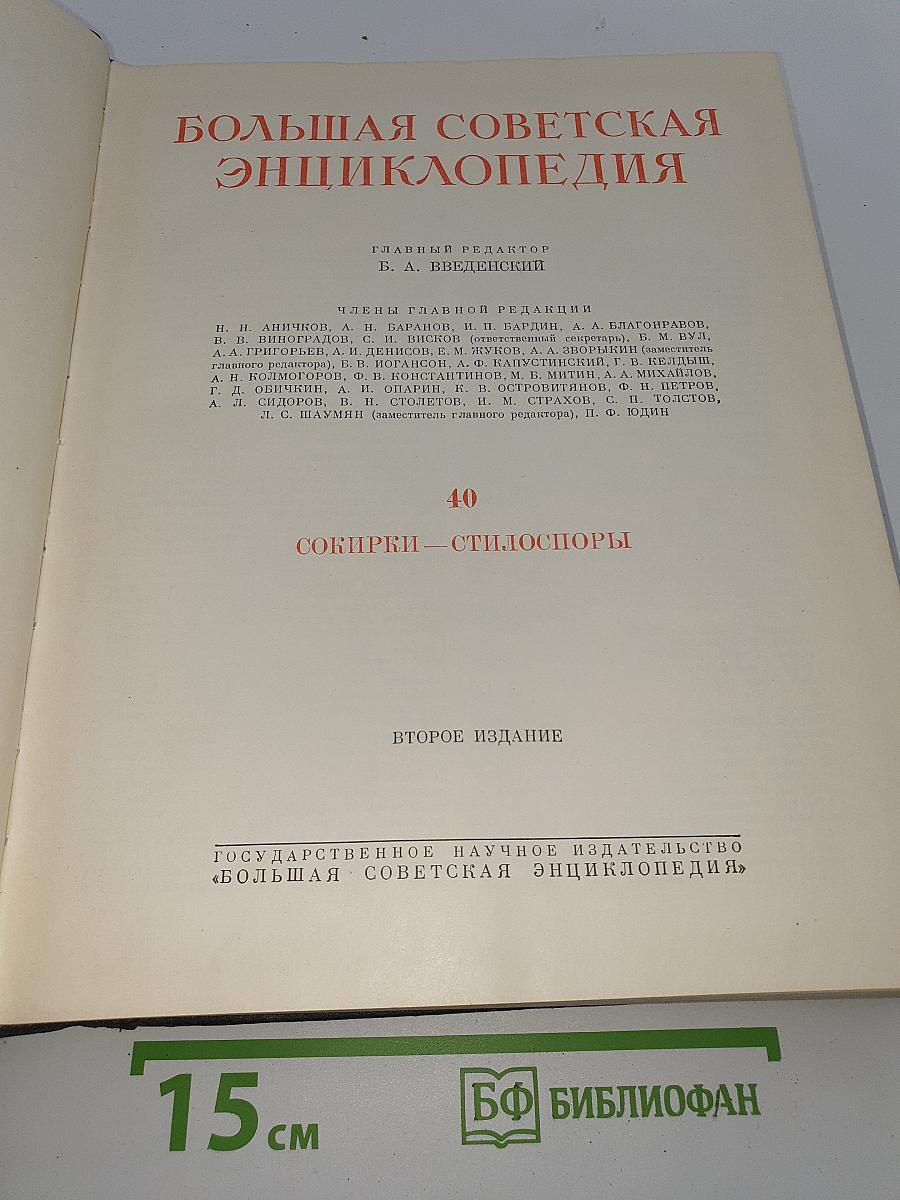 БОЛЬШАЯ СОВЕТСКАЯ
ЭНЦИКЛОПЕДИЯ
ГЛАВНЫЙ РЕДАКТОР
Б. А. ВВЕДЕНСКИЙ
ЧЛЕНЫ ГЛАВНОЙ РЕДАКЦИИ
Н. Н. АНИЧКОВ, А. Н. БАРАНОВ, И. П. БАРДИН, А. А. БЛАГОНРАВОВ,
В. В. ВИНОГРАДОВ, С. И. ВИСКОВ (ответственный секретарь), Б. М. ВУЛ,
А. А. ГРИГОРЬЕВ, А. И. ДЕНИСОВ, Е. М. ЖУКОВ, А. А. ЗВОРЫКИН (заместитель
главного редактора), Б. В. ИОГАНСОН, А. Ф. КАПУСТИНСКИЙ, Г. В. КЕЛДЫШ,
А. Н. КОЛМОГОРОВ, Ф. В. КОНСТАНТИНОВ, М. Б. МИТИН, А. А. МИХАЙЛОВ,
Г. Д. ОБИЧКИН, А. И. ОПАРИН, К. В. ОСТРОВИТЯНОВ, Ф. Н. ПЕТРОВ,
А. Л. СИДОРОВ, В. Н. СТОЛЕТОВ, Н. М. СТРАХОВ, С. П. ТОЛСТОВ,
Л. С. ШАУМЯН (заместитель главного редактора), П. Ф. ЮДИН
40
СОКИРКИ — СТИЛОСПОРЫ
ВТОРОЕ ИЗДАНИЕ
ГОСУДАРСТВЕННОЕ НАУЧНОЕ ИЗДАТЕЛЬСТВО
«БОЛЬШАЯ СОВЕТСКАЯ ЭНЦИКЛОПЕДИЯ»
15 см
БФ БИБЛИОФАН